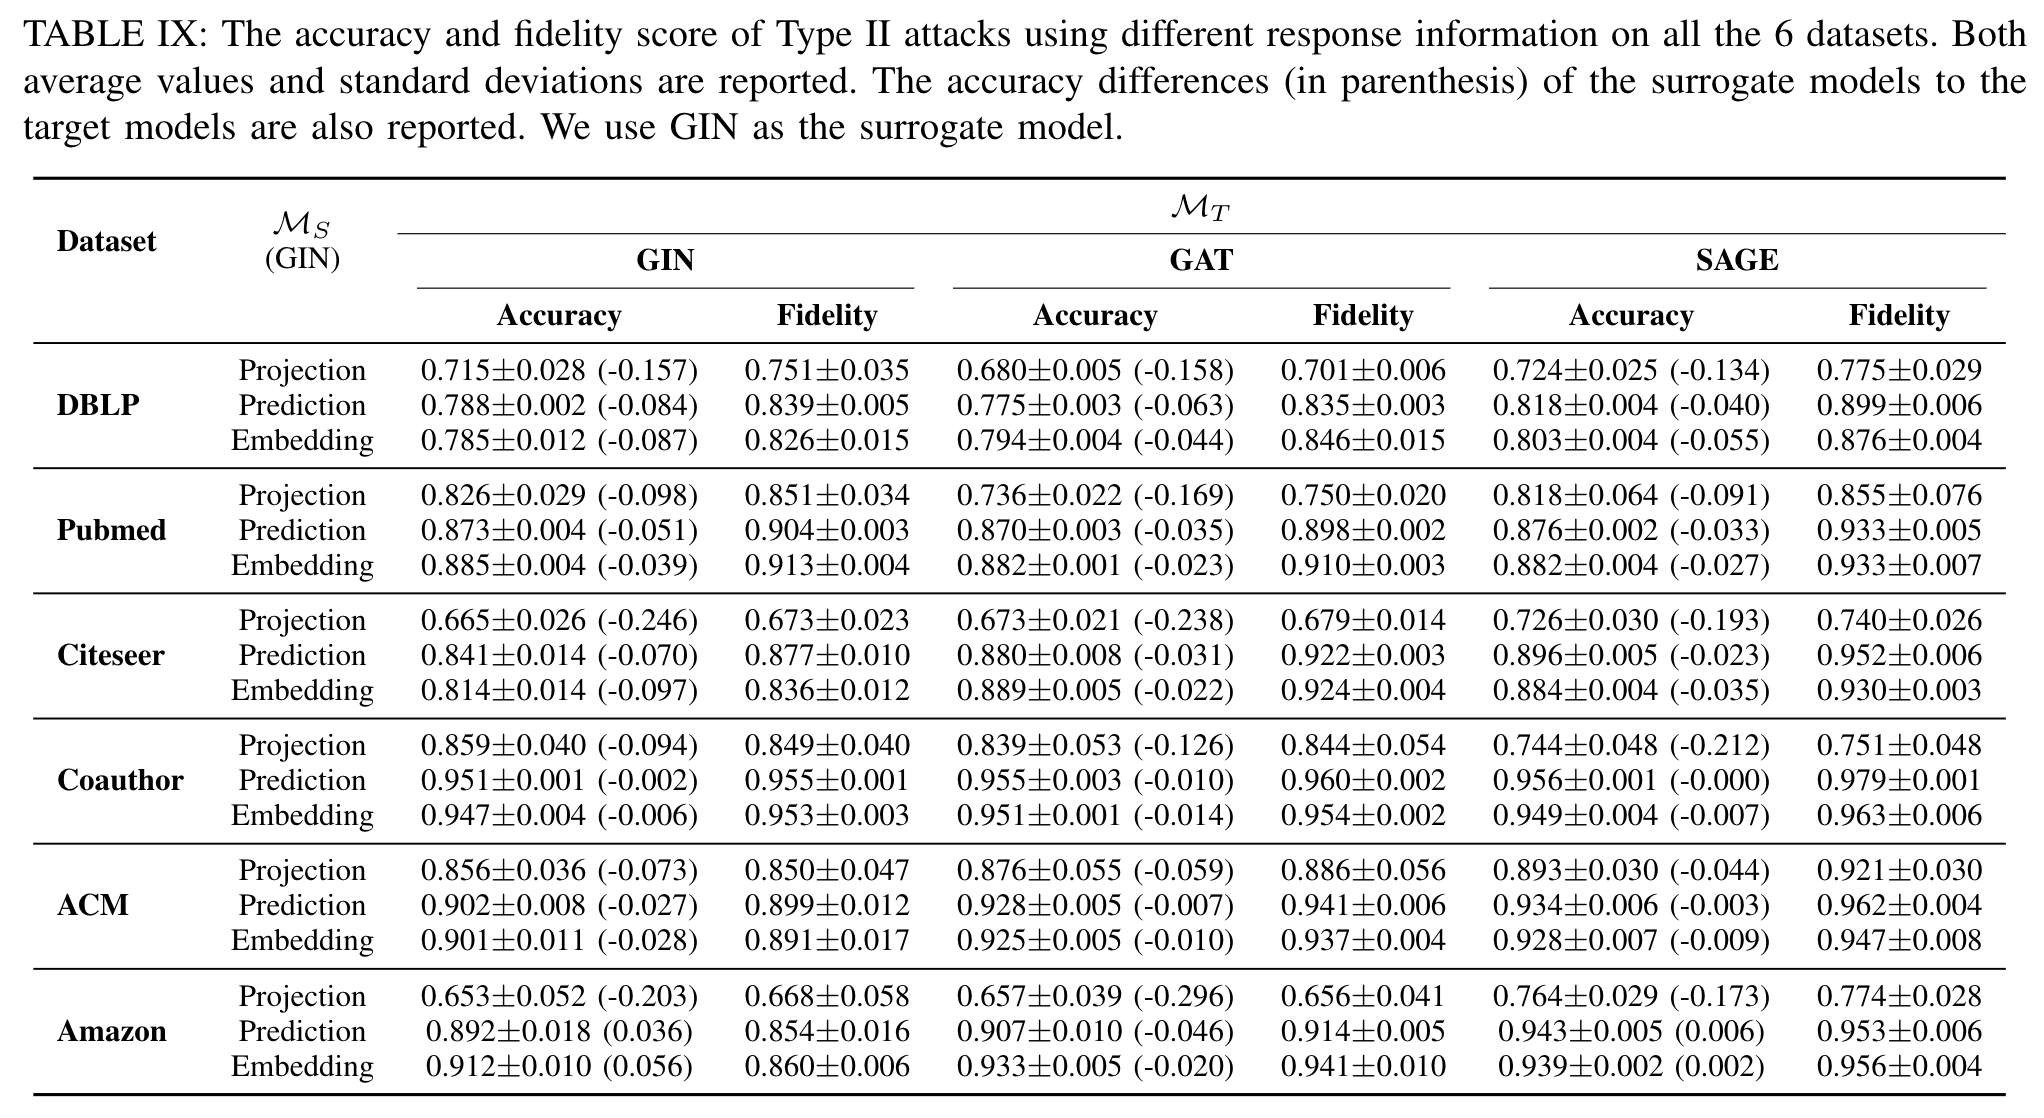 TABLE IX: The accuracy and fidelity score of Type II attacks using different response information on all the 6 datasets. Both
average values and standard deviations are reported. The accuracy differences (in parenthesis) of the surrogate models to the
target models are also reported. We use GIN as the surrogate model.
Dataset M_S (GIN) M_T
GIN GAT SAGE
Accuracy Fidelity Accuracy Fidelity Accuracy Fidelity
DBLP
Projection 0.715±0.028 (-0.157) 0.751±0.035 0.680±0.005 (-0.158) 0.701±0.006 0.724±0.025 (-0.134) 0.775±0.029
Prediction 0.788±0.002 (-0.084) 0.839±0.005 0.775±0.003 (-0.063) 0.835±0.003 0.818±0.004 (-0.040) 0.899±0.006
Embedding 0.785±0.012 (-0.087) 0.826±0.015 0.794±0.004 (-0.044) 0.846±0.015 0.803±0.004 (-0.055) 0.876±0.004
Pubmed
Projection 0.826±0.029 (-0.098) 0.851±0.034 0.736±0.022 (-0.169) 0.750±0.020 0.818±0.064 (-0.091) 0.855±0.076
Prediction 0.873±0.004 (-0.051) 0.904±0.003 0.870±0.003 (-0.035) 0.898±0.002 0.876±0.002 (-0.033) 0.933±0.005
Embedding 0.885±0.004 (-0.039) 0.913±0.004 0.882±0.001 (-0.023) 0.910±0.003 0.882±0.004 (-0.027) 0.933±0.007
Citeseer
Projection 0.665±0.026 (-0.246) 0.673±0.023 0.673±0.021 (-0.238) 0.679±0.014 0.726±0.030 (-0.193) 0.740±0.026
Prediction 0.841±0.014 (-0.070) 0.877±0.010 0.880±0.008 (-0.031) 0.922±0.003 0.896±0.005 (-0.023) 0.952±0.006
Embedding 0.814±0.014 (-0.097) 0.836±0.012 0.889±0.005 (-0.022) 0.924±0.004 0.884±0.004 (-0.035) 0.930±0.003
Coauthor
Projection 0.859±0.040 (-0.094) 0.849±0.040 0.839±0.053 (-0.126) 0.844±0.054 0.744±0.048 (-0.212) 0.751±0.048
Prediction 0.951±0.001 (-0.002) 0.955±0.001 0.955±0.003 (-0.010) 0.960±0.002 0.956±0.001 (-0.000) 0.979±0.001
Embedding 0.947±0.004 (-0.006) 0.953±0.003 0.951±0.001 (-0.014) 0.954±0.002 0.949±0.004 (-0.007) 0.963±0.006
ACM
Projection 0.856±0.036 (-0.073) 0.850±0.047 0.876±0.055 (-0.059) 0.886±0.056 0.893±0.030 (-0.044) 0.921±0.030
Prediction 0.902±0.008 (-0.027) 0.899±0.012 0.928±0.005 (-0.007) 0.941±0.006 0.934±0.006 (-0.003) 0.962±0.004
Embedding 0.901±0.011 (-0.028) 0.891±0.017 0.925±0.005 (-0.010) 0.937±0.004 0.928±0.007 (-0.009) 0.947±0.008
Amazon
Projection 0.653±0.052 (-0.203) 0.668±0.058 0.657±0.039 (-0.296) 0.656±0.041 0.764±0.029 (-0.173) 0.774±0.028
Prediction 0.892±0.018 (0.036) 0.854±0.016 0.907±0.010 (-0.046) 0.914±0.005 0.943±0.005 (0.006) 0.953±0.006
Embedding 0.912±0.010 (0.056) 0.860±0.006 0.933±0.005 (-0.020) 0.941±0.010 0.939±0.002 (0.002) 0.956±0.004